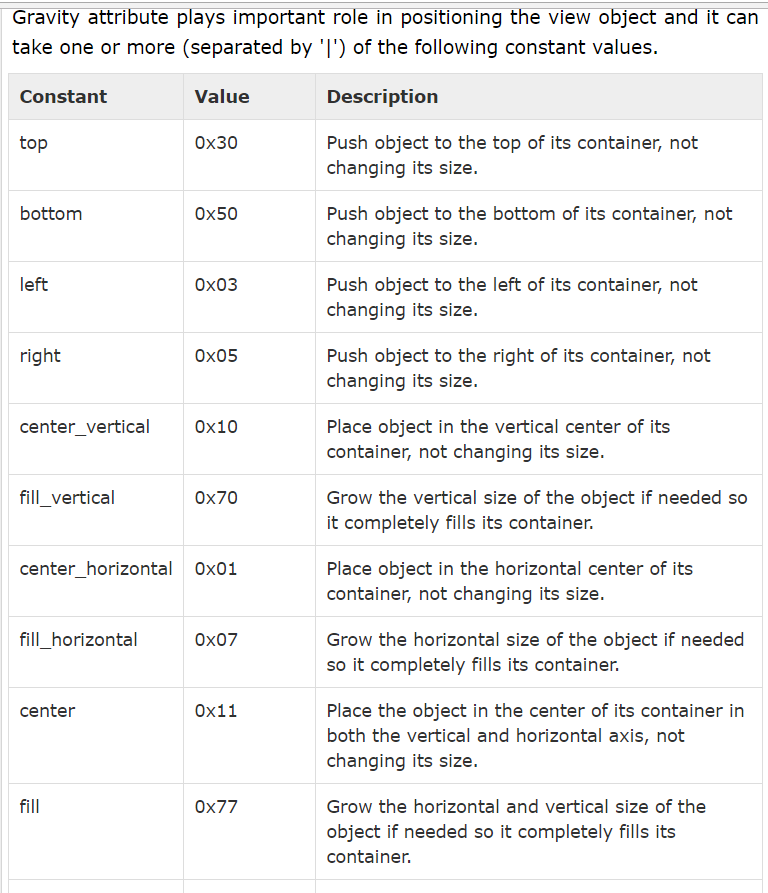 Gravity attribute plays important role in positioning the view object and it can
take one or more (separated by '|') of the following constant values.
Constant Value Description
top 0x30 Push object to the top of its container, not
changing its size.
bottom 0x50 Push object to the bottom of its container, not
changing its size.
left 0x03 Push object to the left of its container, not
changing its size.
right 0x05 Push object to the right of its container, not
changing its size.
center_vertical 0x10 Place object in the vertical center of its
container, not changing its size.
fill_vertical 0x70 Grow the vertical size of the object if needed so
it completely fills its container.
center_horizontal 0x01 Place object in the horizontal center of its
container, not changing its size.
fill_horizontal 0x07 Grow the horizontal size of the object if needed
so it completely fills its container.
center 0x11 Place the object in the center of its container in
both the vertical and horizontal axis, not
changing its size.
fill 0x77 Grow the horizontal and vertical size of the
object if needed so it completely fills its
container.